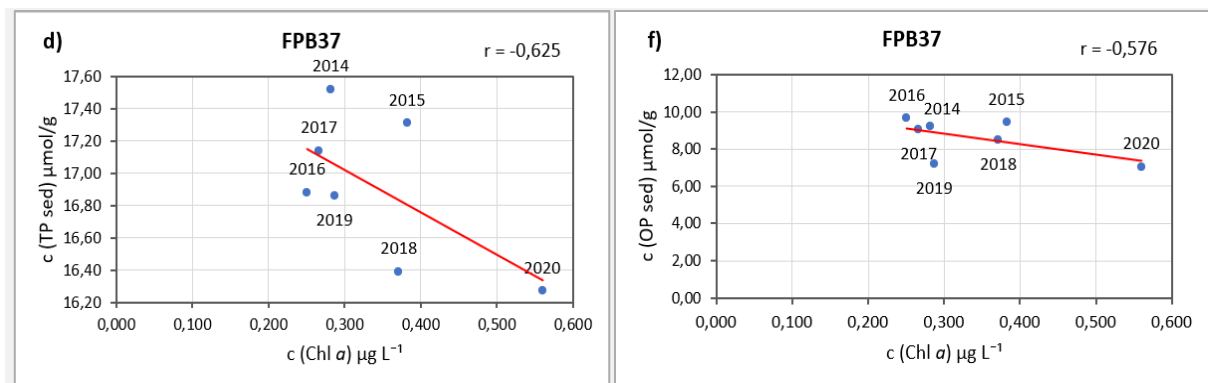 d)
FPB37
r = -0,625
17,60
17,40
17,20
17,00
16,80
16,60
16,40
16,20
c (TP sed) µmol/g
2014
2015
2017
2016
2019
2018
2020
0,000 0,100 0,200 0,300 0,400 0,500 0,600
c (Chl a) µg L⁻¹
f)
FPB37
r = -0,576
12,00
10,00
8,00
6,00
4,00
2,00
0,00
c (OP sed) µmol/g
2016
2014
2015
2017
2018
2020
2019
0,000 0,100 0,200 0,300 0,400 0,500 0,600
c (Chl a) µg L⁻¹